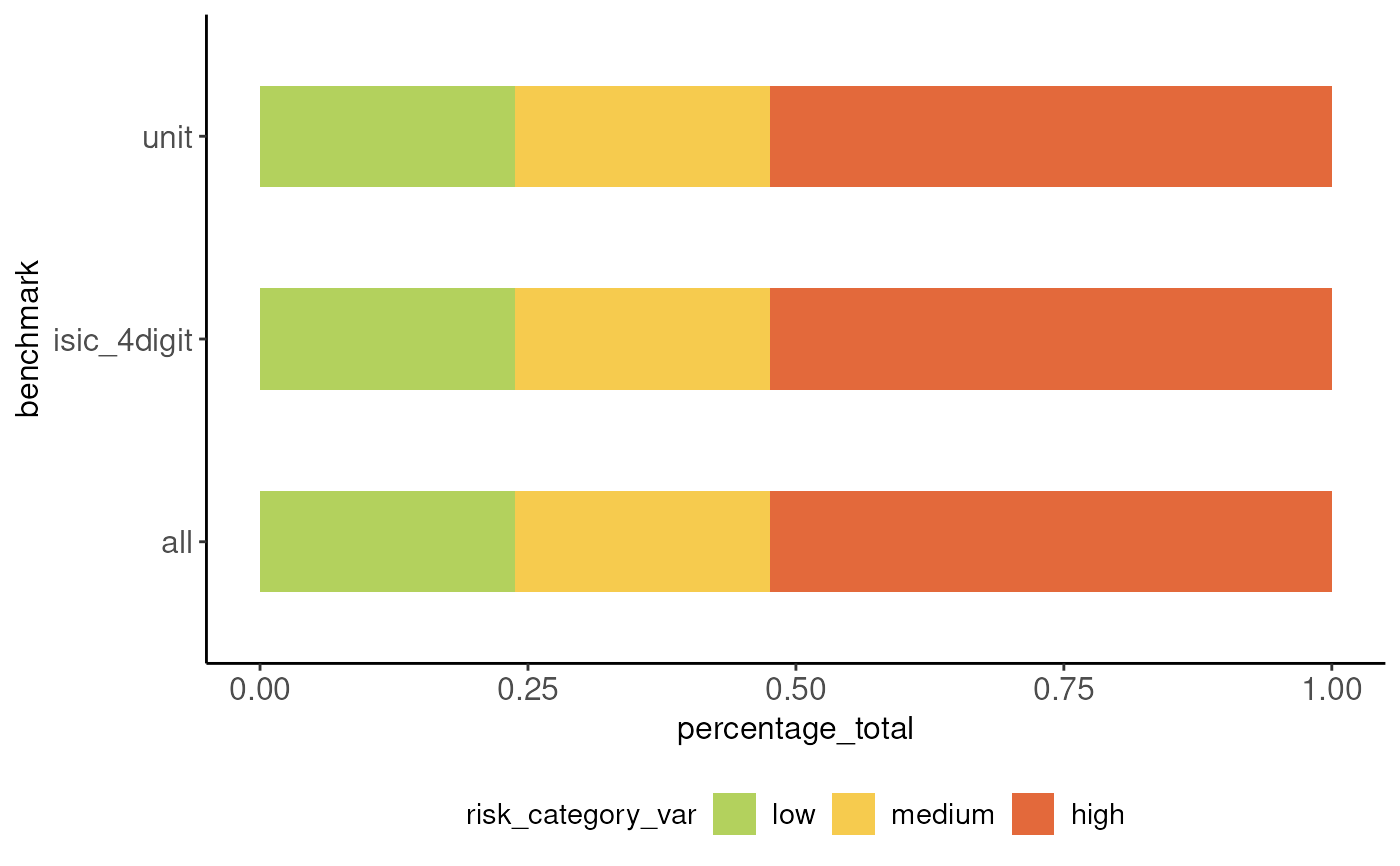 unit
isic_4digit
all
benchmark
0.00 0.25 0.50 0.75 1.00
percentage_total
risk_category_var low medium high